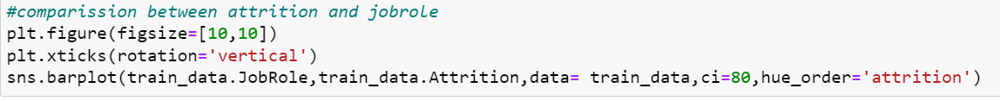 #comparission between attrition and jobrole
plt.figure(figsize=[10,10])
plt.xticks(rotation='vertical')
sns.barplot(train_data.JobRole,train_data.Attrition,data= train_data,ci=80,hue_order='attrition')